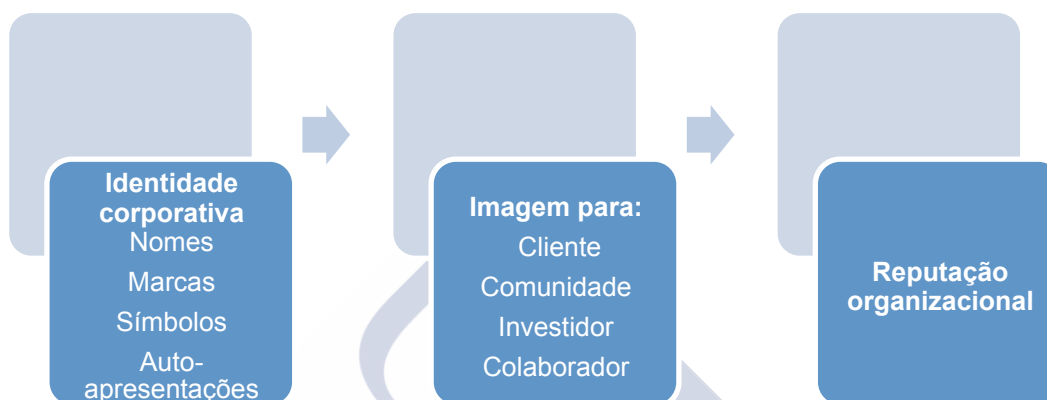 Identidade
corporativa
Nomes
Marcas
Símbolos
Auto-
apresentações
Imagem para:
Cliente
Comunidade
Investidor
Colaborador
Reputação
organizacional